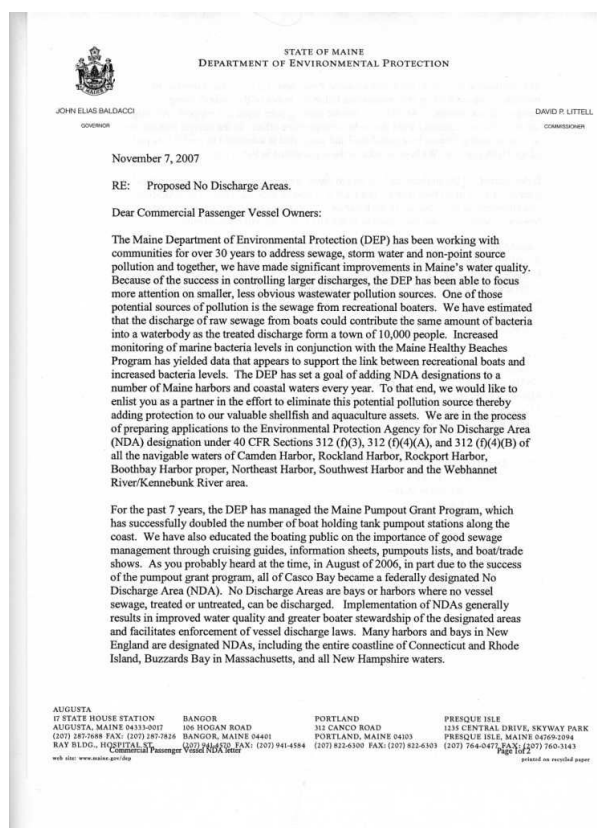 STATE OF MAINE
DEPARTMENT OF ENVIRONMENTAL PROTECTION
JOHN ELIAS BALDACCI
GOVERNOR
DAVID P. LITTELL
COMMISSIONER
November 7, 2007
RE: Proposed No Discharge Areas.
Dear Commercial Passenger Vessel Owners:
The Maine Department of Environmental Protection (DEP) has been working with
communities for over 30 years to address sewage, storm water and non-point source
pollution and together, we have made significant improvements in Maine's water quality.
Because of the success in controlling larger discharges, the DEP has been able to focus
more attention on smaller, less obvious wastewater pollution sources. One of those
potential sources of pollution is the sewage from recreational boaters. We have estimated
that the discharge of raw sewage from boats could contribute the same amount of bacteria
into a waterbody as the treated discharge form a town of 10,000 people. Increased
monitoring of marine bacteria levels in conjunction with the Maine Healthy Beaches
Program has yielded data that appears to support the link between recreational boats and
increased bacteria levels. The DEP has set a goal of adding NDA designations to a
number of Maine harbors and coastal waters every year. To that end, we would like to
enlist you as a partner in the effort to eliminate this potential pollution source thereby
adding protection to our valuable shellfish and aquaculture assets. We are in the process
of preparing applications to the Environmental Protection Agency for No Discharge Area
(NDA) designation under 40 CFR Sections 312 (f)(3), 312 (f)(4)(A), and 312 (f)(4)(B) of
all the navigable waters of Camden Harbor, Rockland Harbor, Rockport Harbor,
Boothbay Harbor proper, Northeast Harbor, Southwest Harbor and the Webhannet
River/Kennebunk River area.
For the past 7 years, the DEP has managed the Maine Pumpout Grant Program, which
has successfully doubled the number of boat holding tank pumpout stations along the
coast. We have also educated the boating public on the importance of good sewage
management through cruising guides, information sheets, pumpouts lists, and boat/trade
shows. As you probably heard at the time, in August of 2006, in part due to the success
of the pumpout grant program, all of Casco Bay became a federally designated No
Discharge Area (NDA). No Discharge Areas are bays or harbors where no vessel
sewage, treated or untreated, can be discharged. Implementation of NDAs generally
results in improved water quality and greater boater stewardship of the designated areas
and facilitates enforcement of vessel discharge laws. Many harbors and bays in New
England are designated NDAs, including the entire coastline of Connecticut and Rhode
Island, Buzzards Bay in Massachusetts, and all New Hampshire waters.
AUGUSTA
17 STATE HOUSE STATION BANGOR PORTLAND PRESQUE ISLE
AUGUSTA, MAINE 04333-0017 106 HOGAN ROAD 312 CANCO ROAD 1235 CENTRAL DRIVE, SKYWAY PARK
(207) 287-7688 FAX: (207) 287-7826 BANGOR, MAINE 04401 PORTLAND, MAINE 04103 PRESQUE ISLE, MAINE 04769-2094
RAY BLDG., HOSPITAL ST. (207) 941-4570 FAX: (207) 941-4584 (207) 822-6300 FAX: (207) 822-6303 (207) 764-0477 FAX: (207) 760-3143
Commercial Passenger Vessel NDA letter Page 1of 2
web site: www.maine.gov/dep printed on recycled paper